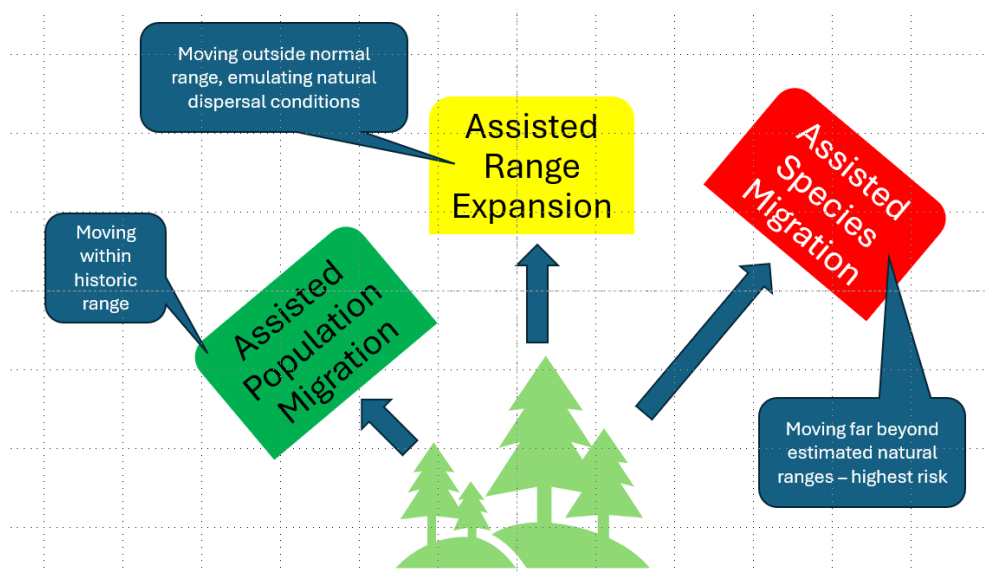 Moving outside normal
range, emulating natural
dispersal conditions
Assisted
Range
Expansion
Assisted
Species
Migration
Moving
within
historic
range
Assisted
Population
Migration
Moving far beyond
estimated natural
ranges – highest risk